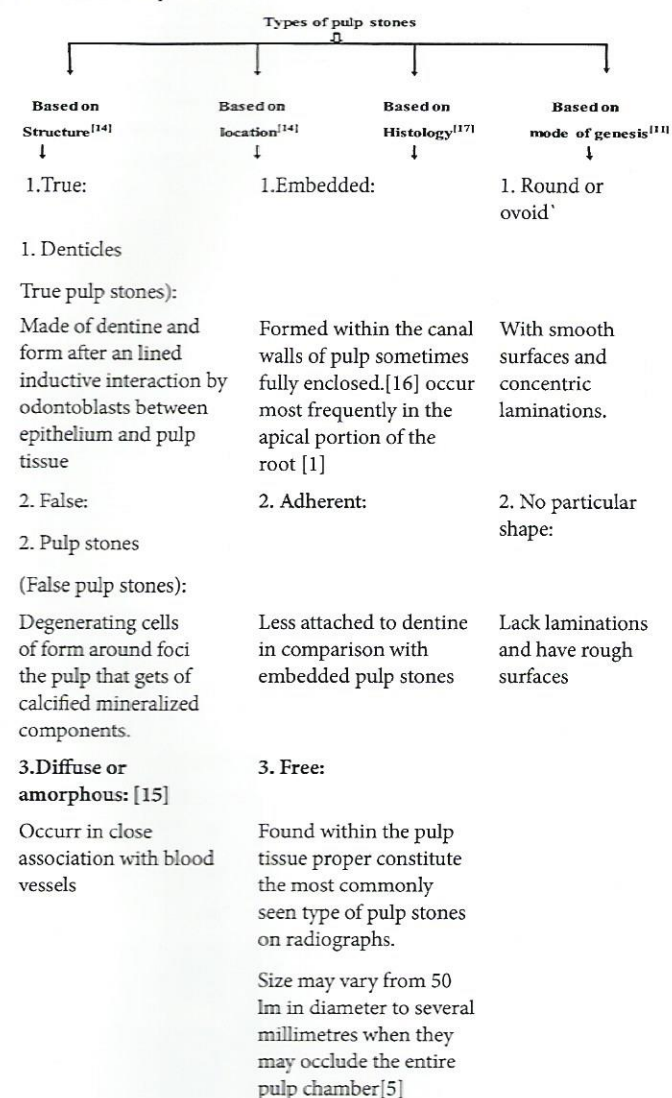 Types of pulp stones
Based on
Structure[14]
Based on
location[14]
Based on
Histology[17]
Based on
mode of genesis[11]
1.True:
1.Embedded:
1. Round or
ovoid`
1. Denticles
True pulp stones):
Made of dentine and
form after an lined
inductive interaction by
odontoblasts between
epithelium and pulp
tissue
Formed within the canal
walls of pulp sometimes
fully enclosed.[16] occur
most frequently in the
apical portion of the
root [1]
With smooth
surfaces and
concentric
laminations.
2. False:
2. Pulp stones
(False pulp stones):
2. Adherent:
2. No particular
shape:
Degenerating cells
of form around foci
the pulp that gets of
calcified mineralized
components.
Less attached to dentine
in comparison with
embedded pulp stones
Lack laminations
and have rough
surfaces
3.Diffuse or
amorphous: [15]
3. Free:
Occurr in close
association with blood
vessels
Found within the pulp
tissue proper constitute
the most commonly
seen type of pulp stones
on radiographs.
Size may vary from 50
lm in diameter to several
millimetres when they
may occlude the entire
pulp chamber[5]